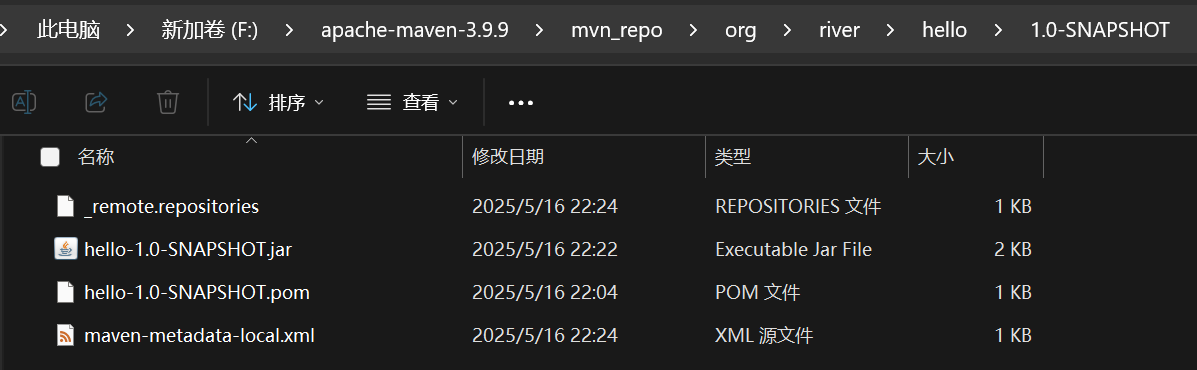 此电脑 新加卷 (F:) apache-maven-3.9.9 mvn_repo org river hello 1.0-SNAPSHOT
A 排序 查看 •••
名称 修改日期 类型 大小
_remote.repositories 2025/5/16 22:24 REPOSITORIES 文件 1 KB
hello-1.0-SNAPSHOT.jar 2025/5/16 22:22 Executable Jar File 2 KB
hello-1.0-SNAPSHOT.pom 2025/5/16 22:04 POM 文件 1 KB
maven-metadata-local.xml 2025/5/16 22:24 XML 源文件 1 KB